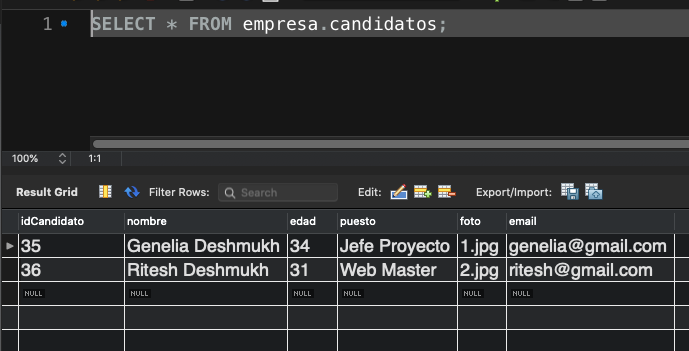 1 SELECT * FROM empresa.candidatos;
100% 1:1
Result Grid Filter Rows: Search Edit: Export/Import:
idCandidato nombre edad puesto foto email
35 Genelia Deshmukh 34 Jefe Proyecto 1.jpg genelia@gmail.com
36 Ritesh Deshmukh 31 Web Master 2.jpg ritesh@gmail.com
NULL NULL NULL NULL NULL NULL